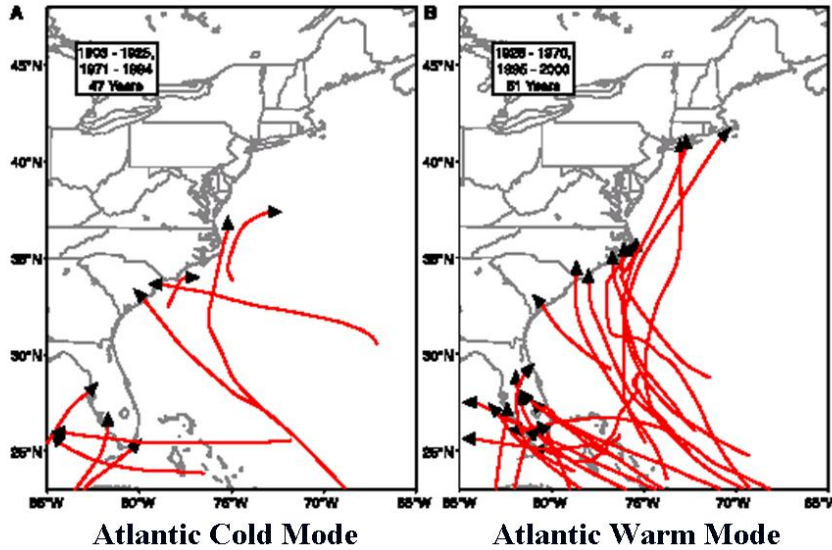 A
B
1903 - 1925,
1971 - 1994
47 Years
1926 - 1970,
1995 - 2000
51 Years
45°N
40°N
35°N
30°N
25°N
85°W
80°W
75°W
70°W
65°W
45°N
40°N
35°N
30°N
25°N
85°W
80°W
75°W
70°W
65°W
Atlantic Cold Mode
Atlantic Warm Mode